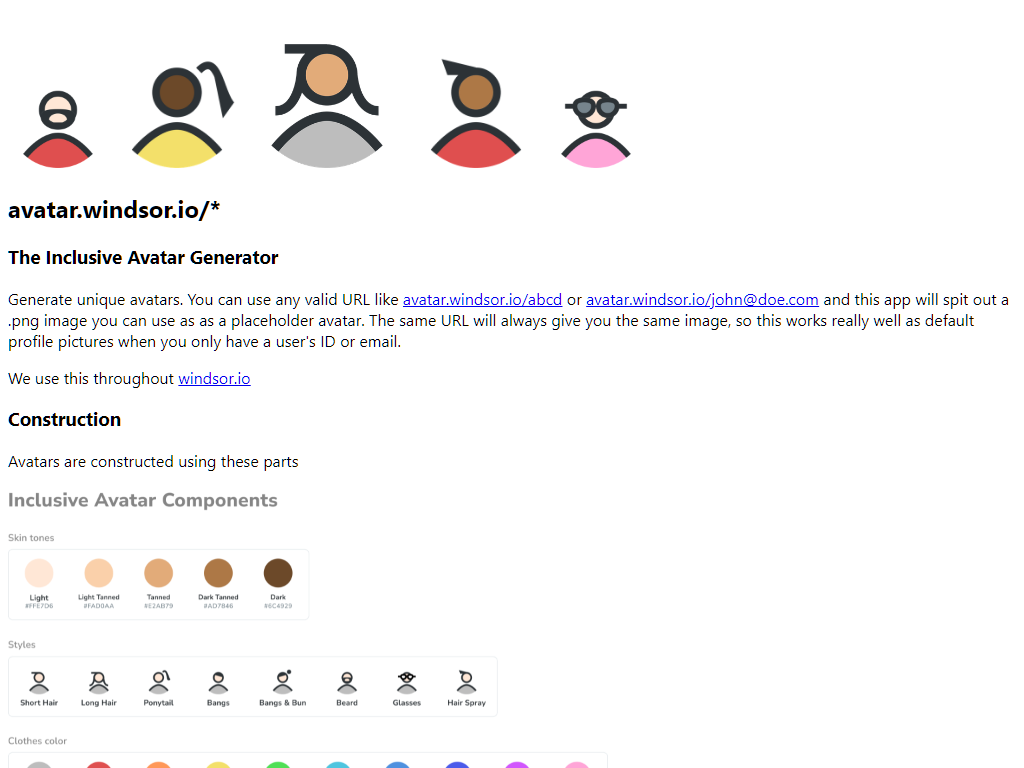 avatar.windsor.io/*
The Inclusive Avatar Generator
Generate unique avatars. You can use any valid URL like avatar.windsor.io/abcd or avatar.windsor.io/john@doe.com and this app will spit out a
.png image you can use as as a placeholder avatar. The same URL will always give you the same image, so this works really well as default
profile pictures when you only have a user's ID or email.
We use this throughout windsor.io
Construction
Avatars are constructed using these parts
Inclusive Avatar Components
Skin tones
Light Light Tanned Tanned Dark Tanned Dark
#FFE7D6 #FAD0AA #E2AB79 #AD7846 #6C4929
Styles
Short Hair Long Hair Ponytail Bangs Bangs & Bun Beard Glasses Hair Spray
Clothes color